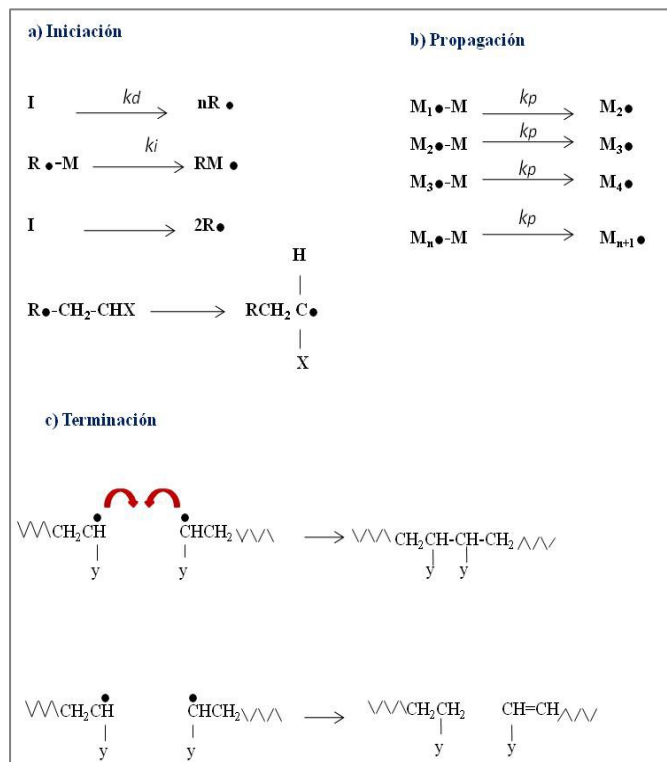 a) Iniciación
I kd nR •
R •-M ki RM •
I 2R•
H
R•-CH₂-CHX RCH₂ C•
X
b) Propagación
M₁•-M kp M₂•
M₂•-M kp M₃•
M₃•-M kp M₄•
Mₙ•-M kp Mₙ₊₁•
c) Terminación
CH₂CH• •CHCH₂ CH₂CH-CH-CH₂
y y y y
CH₂CH• •CHCH₂ CH₂CH₂ CH=CH
y y y y